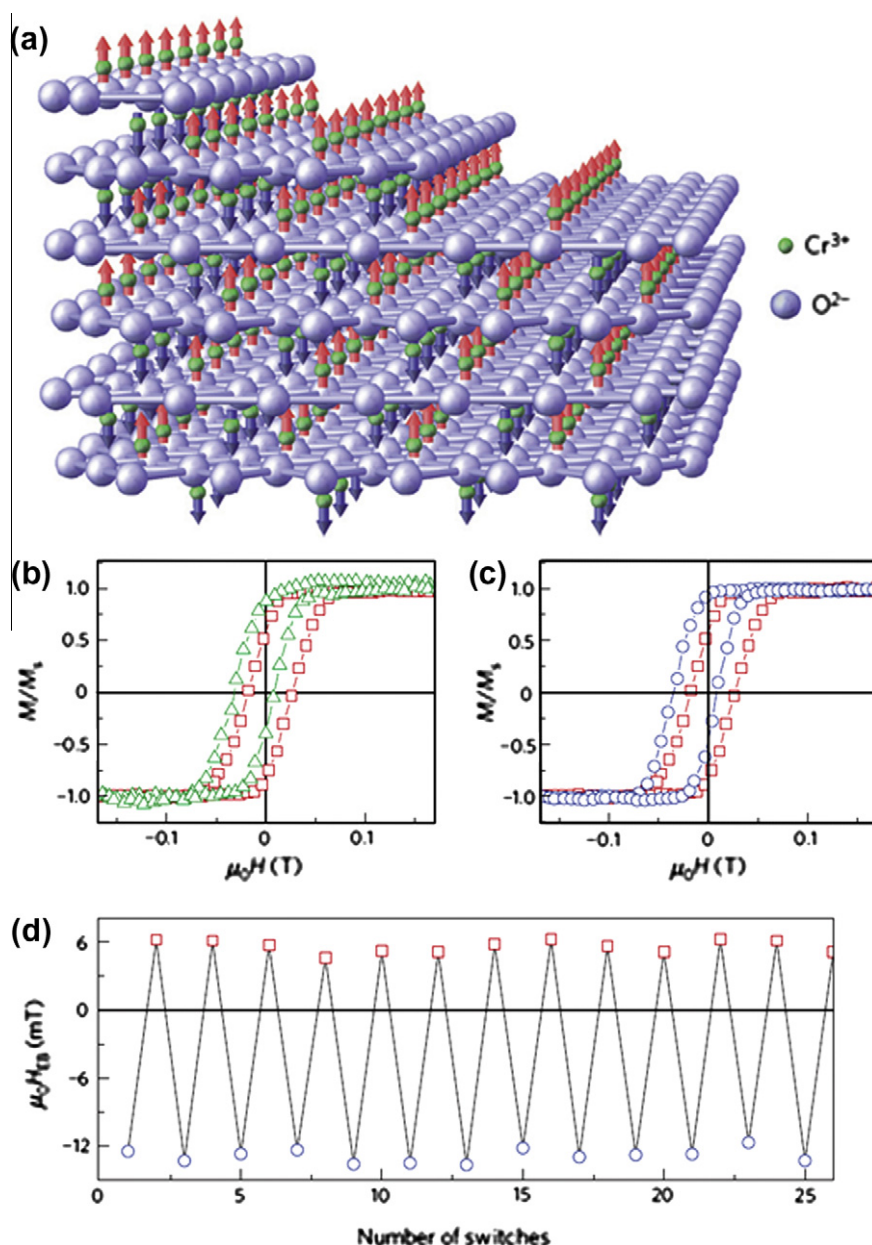 (a)
Cr³⁺
O²⁻
(b)
(c)
M/Mₛ
1.0
0.5
0
−0.5
−1.0
−0.1 0 0.1
μ₀H (T)
M/Mₛ
1.0
0.5
0
−0.5
−1.0
−0.1 0 0.1
μ₀H (T)
(d)
μ₀H_EB (mT)
6
0
−6
−12
0 5 10 15 20 25
Number of switches